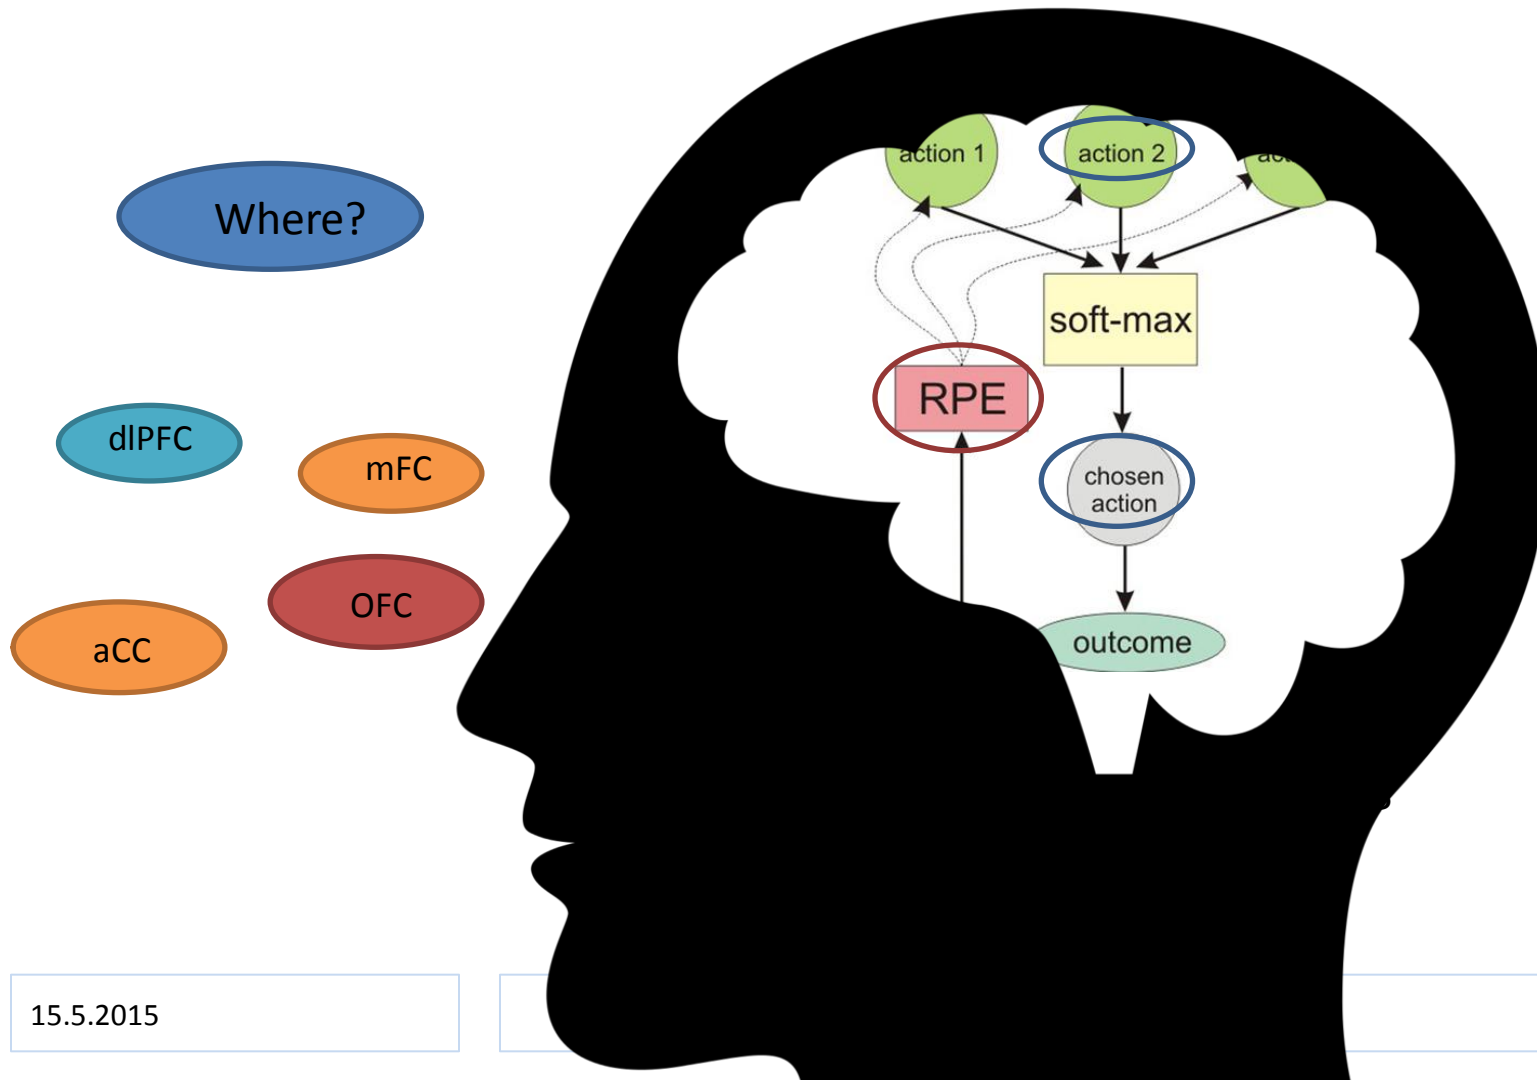 action 1
action 2
Where?
soft-max
RPE
dlPFC
mFC
chosen
action
OFC
aCC
outcome
15.5.2015